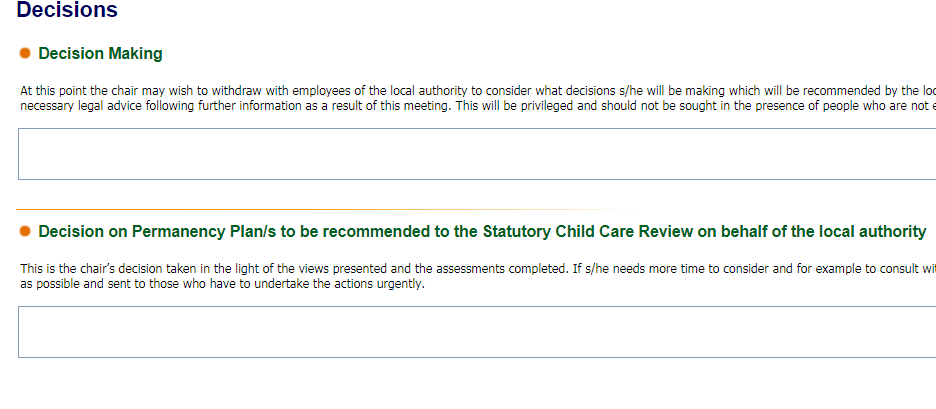 Decisions
Decision Making
At this point the chair may wish to withdraw with employees of the local authority to consider what decisions s/he will be making which will be recommended by the
necessary legal advice following further information as a result of this meeting. This will be privileged and should not be sought in the presence of people who are not
Decision on Permanency Plan/s to be recommended to the Statutory Child Care Review on behalf of the local authority
This is the chair's decision taken in the light of the views presented and the assessments completed. If s/he needs more time to consider and for example to consult
as possible and sent to those who have to undertake the actions urgently.